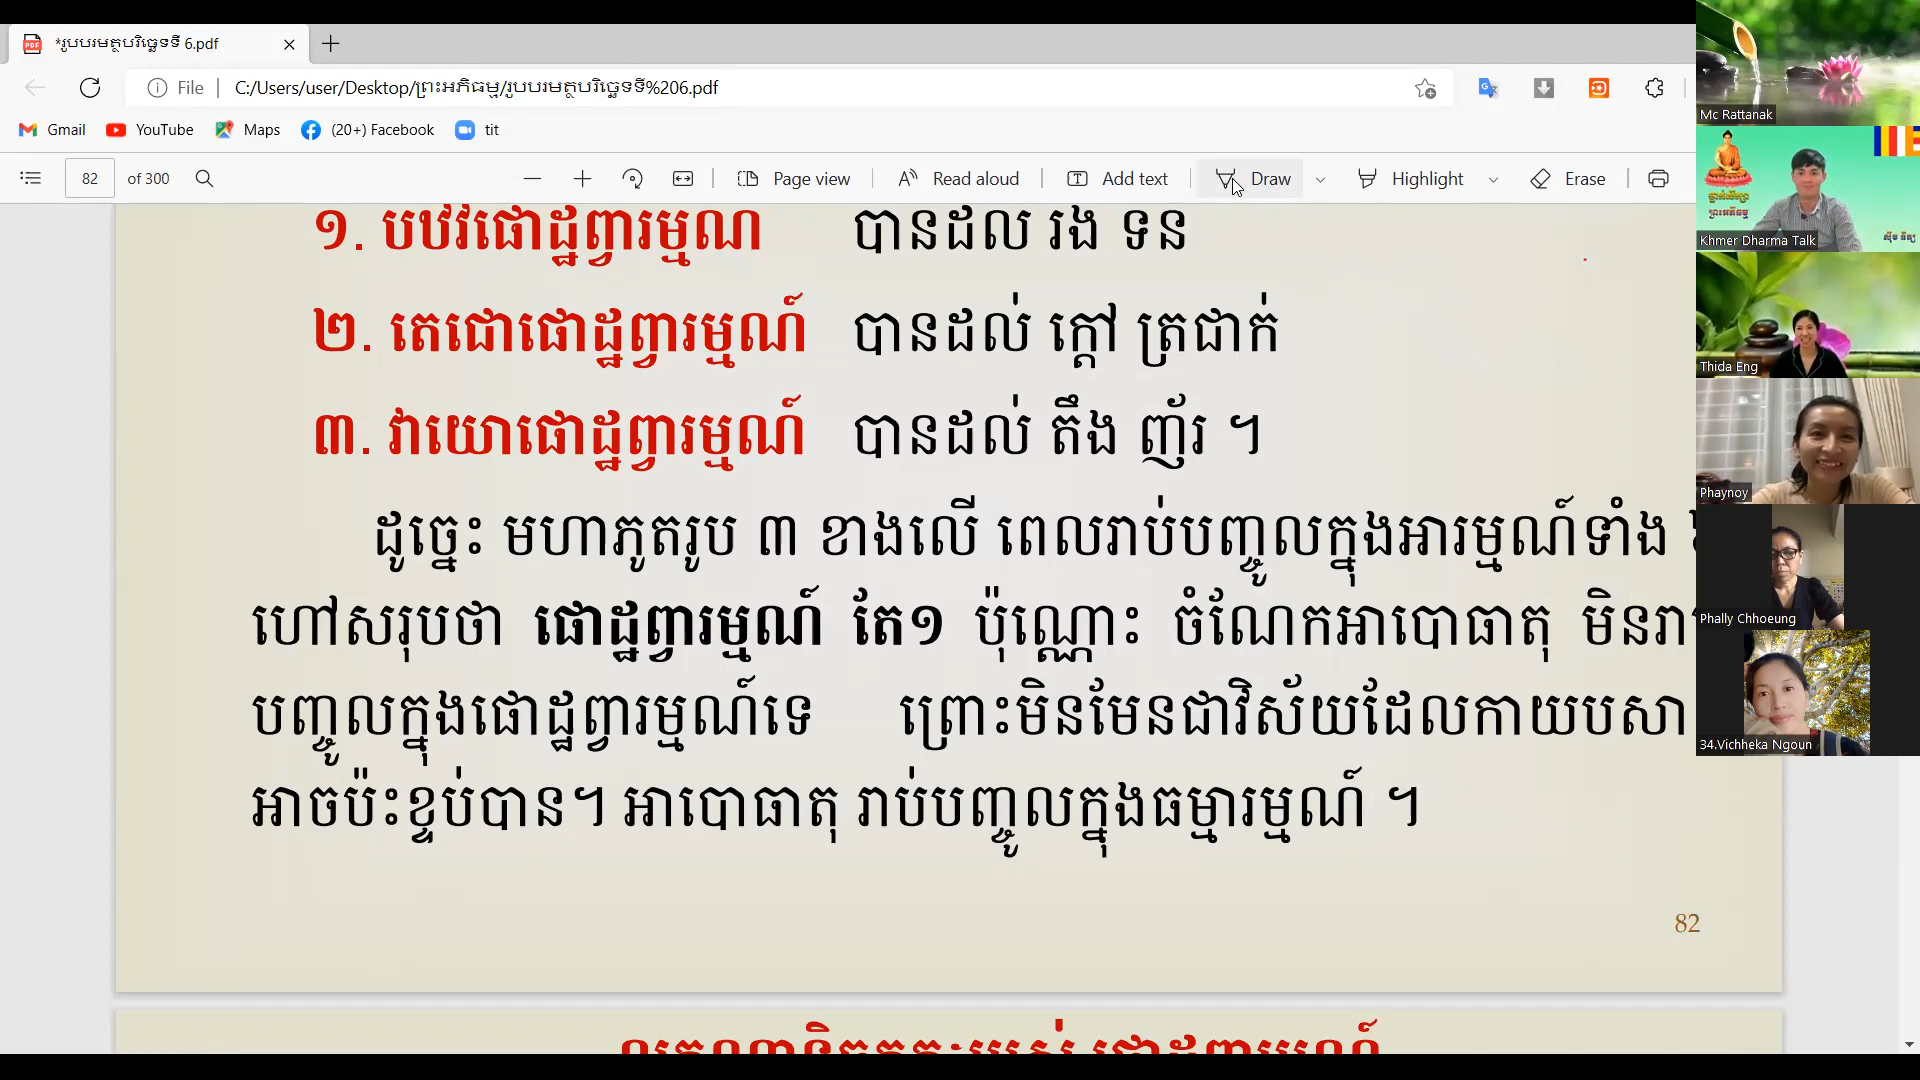 *រូបបរមត្ថបរិច្ឆេទទី 6.pdf
File
C:/Users/user/Desktop/ព្រះអភិធម្ម/រូបបរមត្ថបរិច្ឆេទទី%206.pdf
Gmail YouTube Maps (20+) Facebook tit
82 of 300 Page view Read aloud Add text Draw Highlight Erase
១. បឋវីផោដ្ឋព្វារម្មណ៍ បានដល់ រឹង ទន់
២. តេជោផោដ្ឋព្វារម្មណ៍ បានដល់ ក្តៅ ត្រជាក់
៣. វាយោផោដ្ឋព្វារម្មណ៍ បានដល់ តឹង ញ័រ ។
ដូច្នេះ មហាភូតរូប ៣ ខាងលើ ពេលរាប់បញ្ចូលក្នុងអារម្មណ៍ទាំង
ហៅសរុបថា ផោដ្ឋព្វារម្មណ៍ តែ១ ប៉ុណ្ណោះ ចំណែកអាបោធាតុ
បញ្ចូលក្នុងផោដ្ឋព្វារម្មណ៍ទេ ព្រោះមិនមែនជាវិស័យដែលកាយបសា
អាចប៉ះខ្ទប់បាន។ អាបោធាតុ រាប់បញ្ចូលក្នុងធម្មារម្មណ៍ ។
82
Mc Rattanak
ថ្នាក់សិក្សា
ព្រះអភិធម្ម
Khmer Dharma Talk
Thida Eng
Phaynoy
Phally Chhoeung
34.Vichheka Ngoun